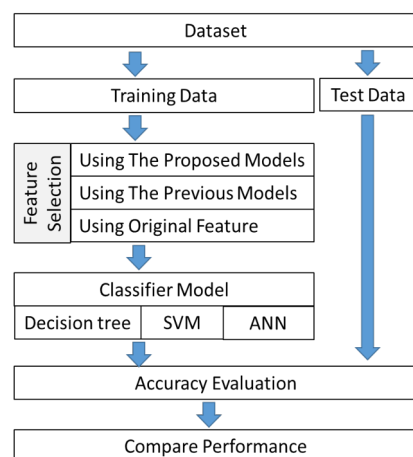 Dataset
Training Data
Test Data
Feature
Selection
Using The Proposed Models
Using The Previous Models
Using Original Feature
Classifier Model
Decision tree
SVM
ANN
Accuracy Evaluation
Compare Performance